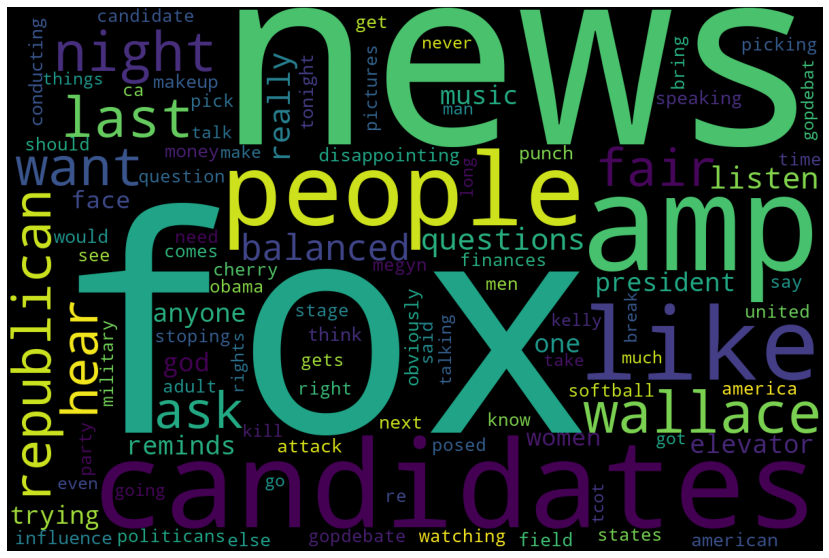 candidate
get
never
news
picking
conducting
night
things
ca
makeup
really
tonight
pictures
man
bring
speaking
gopdebat
last
pick
music
should
talk
money
make
disappointing
punch
fair
time
want
question
people
long
listen
face
amp
republican
would
need
balanced
questions
see
comes
megyn
finances
president
say
cherry
obama
men
fox
hear
military
anyone
stage
obviously
said
talking
one
kelly
break
united
like
stoping
rights
think
god
gets
much
take
adult
right
softball
america
ask
next
know
wallace
party
reminds
kill
attack
posed
women
got
elevator
candidates
even
going
trying
go
re
tcot
influence
politicians
else
gopdebate
watching
field
states
american